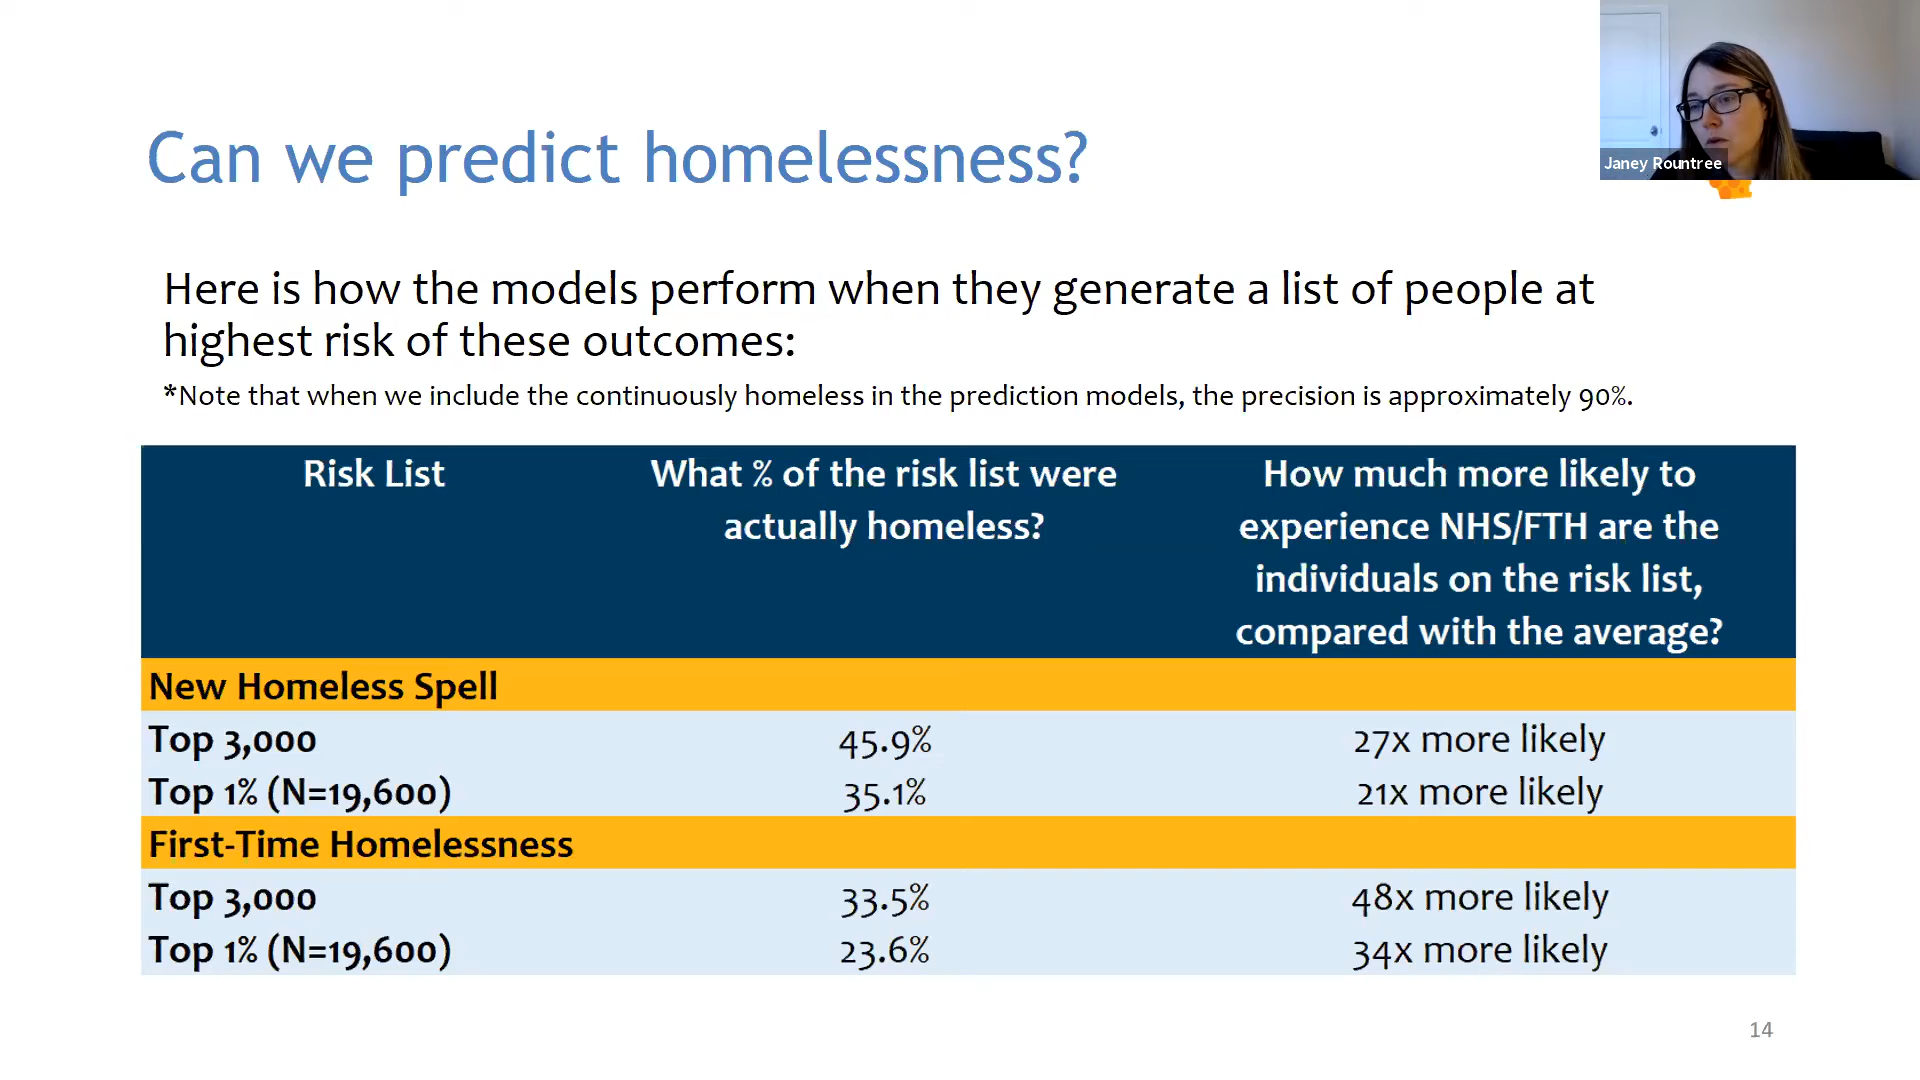 Janey Rountree
Can we predict homelessness?
Here is how the models perform when they generate a list of people at
highest risk of these outcomes:
*Note that when we include the continuously homeless in the prediction models, the precision is approximately 90%.
Risk List
What % of the risk list were
actually homeless?
How much more likely to
experience NHS/FTH are the
individuals on the risk list,
compared with the average?
New Homeless Spell
Top 3,000 45.9% 27x more likely
Top 1% (N=19,600) 35.1% 21x more likely
First-Time Homelessness
Top 3,000 33.5% 48x more likely
Top 1% (N=19,600) 23.6% 34x more likely
14